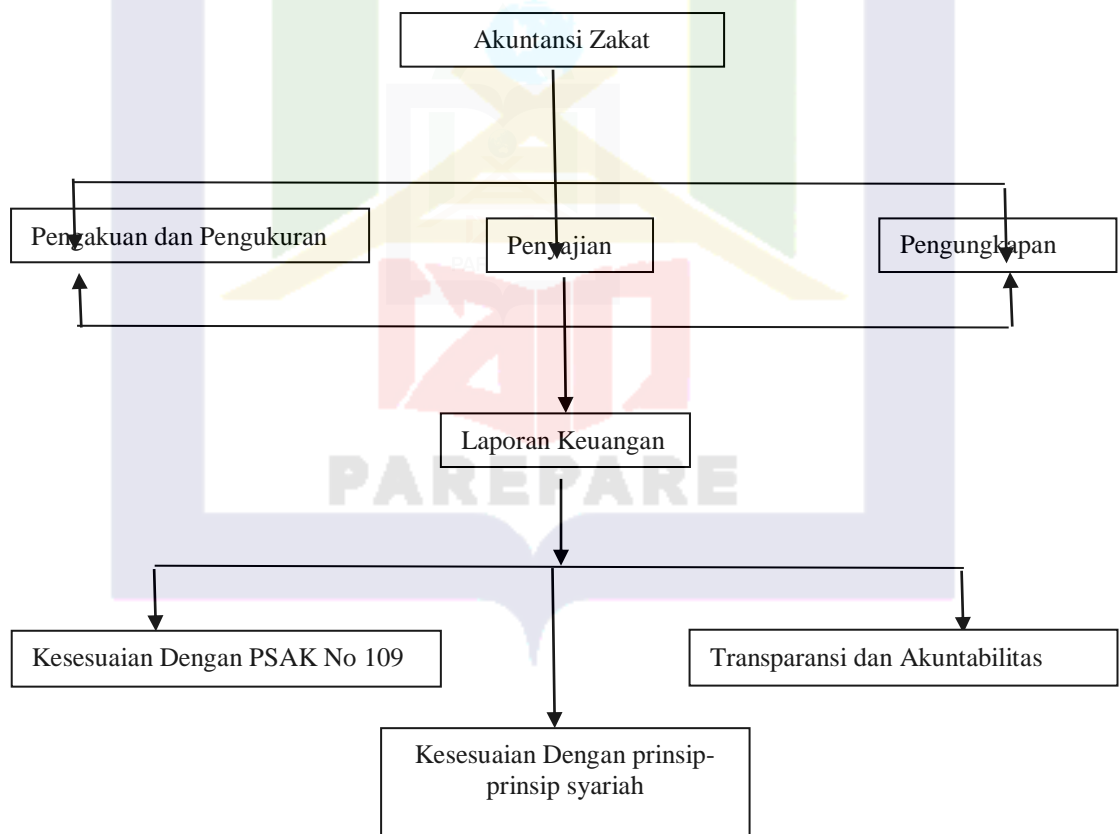 Akuntansi Zakat
Pengakuan dan Pengukuran
Penyajian
Pengungkapan
Laporan Keuangan
PAREPARE
Kesesuaian Dengan PSAK No 109
Transparansi dan Akuntabilitas
Kesesuaian Dengan prinsip-
prinsip syariah